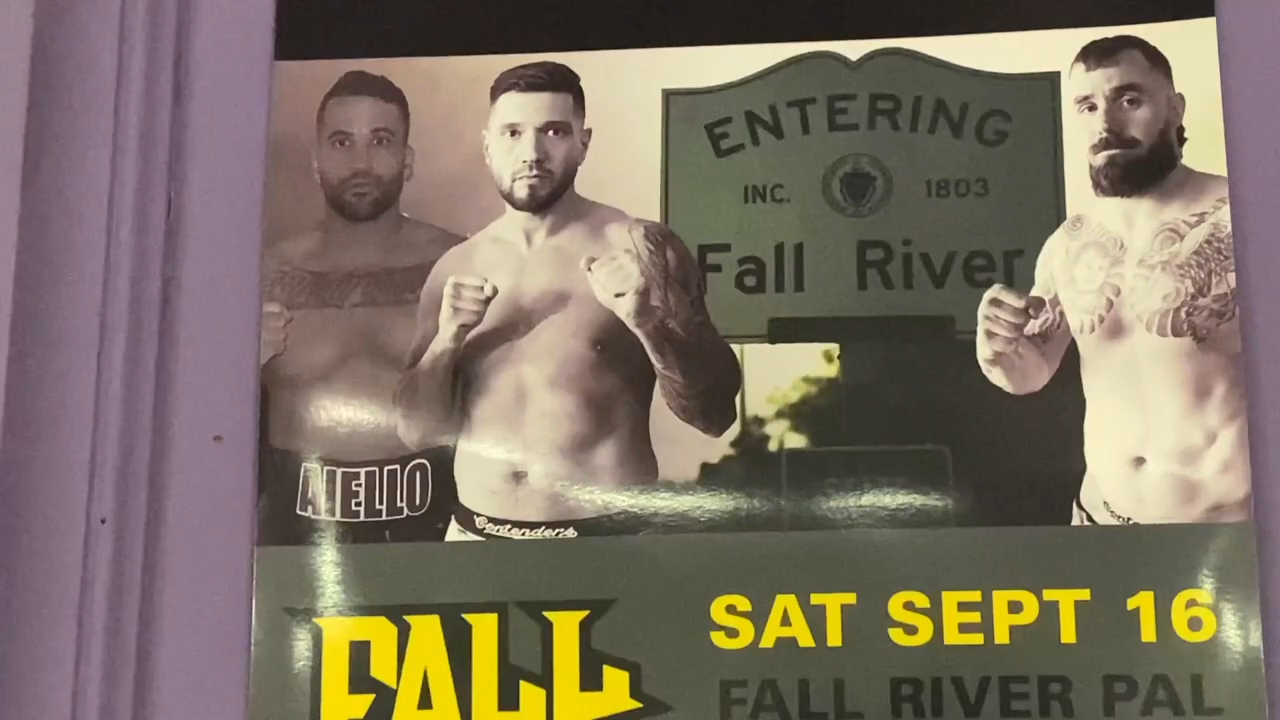 ENTERING
INC. 1803
Fall River
AIELLO
Contenders
FALL
SAT SEPT 16
FALL RIVER PAL